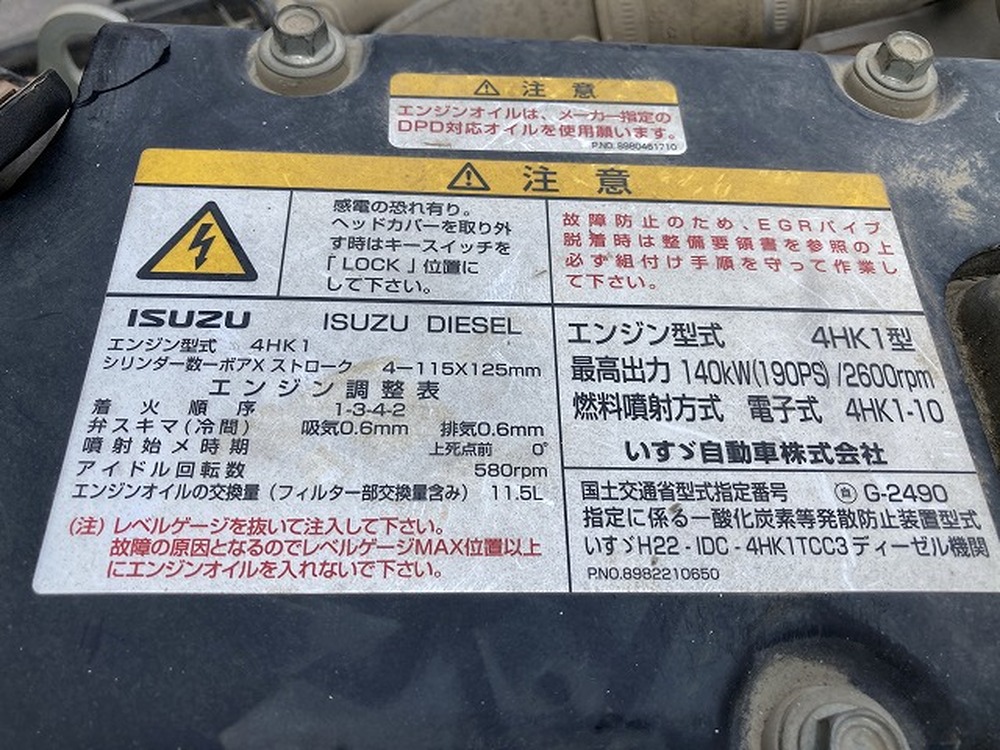 注意
エンジンオイルは、メーカー指定の
DPD対応オイルを使用願います。
P.NO. 8980461710
注意
感電の恐れ有り。
ヘッドカバーを取り外
す時はキースイッチを
「LOCK」位置に
して下さい。
故障防止のため、EGRパイプ
脱着時は整備要領書を参照の上
必ず組付け手順を守って作業し
て下さい。
ISUZU ISUZU DIESEL
エンジン型式 4HK1
シリンダー数ーボアXストローク 4ー115X125mm
エンジン調整表
着火順序 1-3-4-2
弁スキマ(冷間) 吸気0.6mm 排気0.6mm
噴射始メ時期 上死点前 0°
アイドル回転数 580rpm
エンジンオイルの交換量(フィルター部交換量含み) 11.5L
(注)レベルゲージを抜いて注入して下さい。
故障の原因となるのでレベルゲージMAX位置以上
にエンジンオイルを入れないで下さい。
エンジン型式 4HK1型
最高出力 140kW(190PS)/2600rpm
燃料噴射方式 電子式 4HK1-10
いすゞ自動車株式会社
国土交通省型式指定番号 自 G-2490
指定に係る一酸化炭素等発散防止装置型式
いすゞH22-IDC-4HK1TCC3ディーゼル機関
P.NO.8982210650